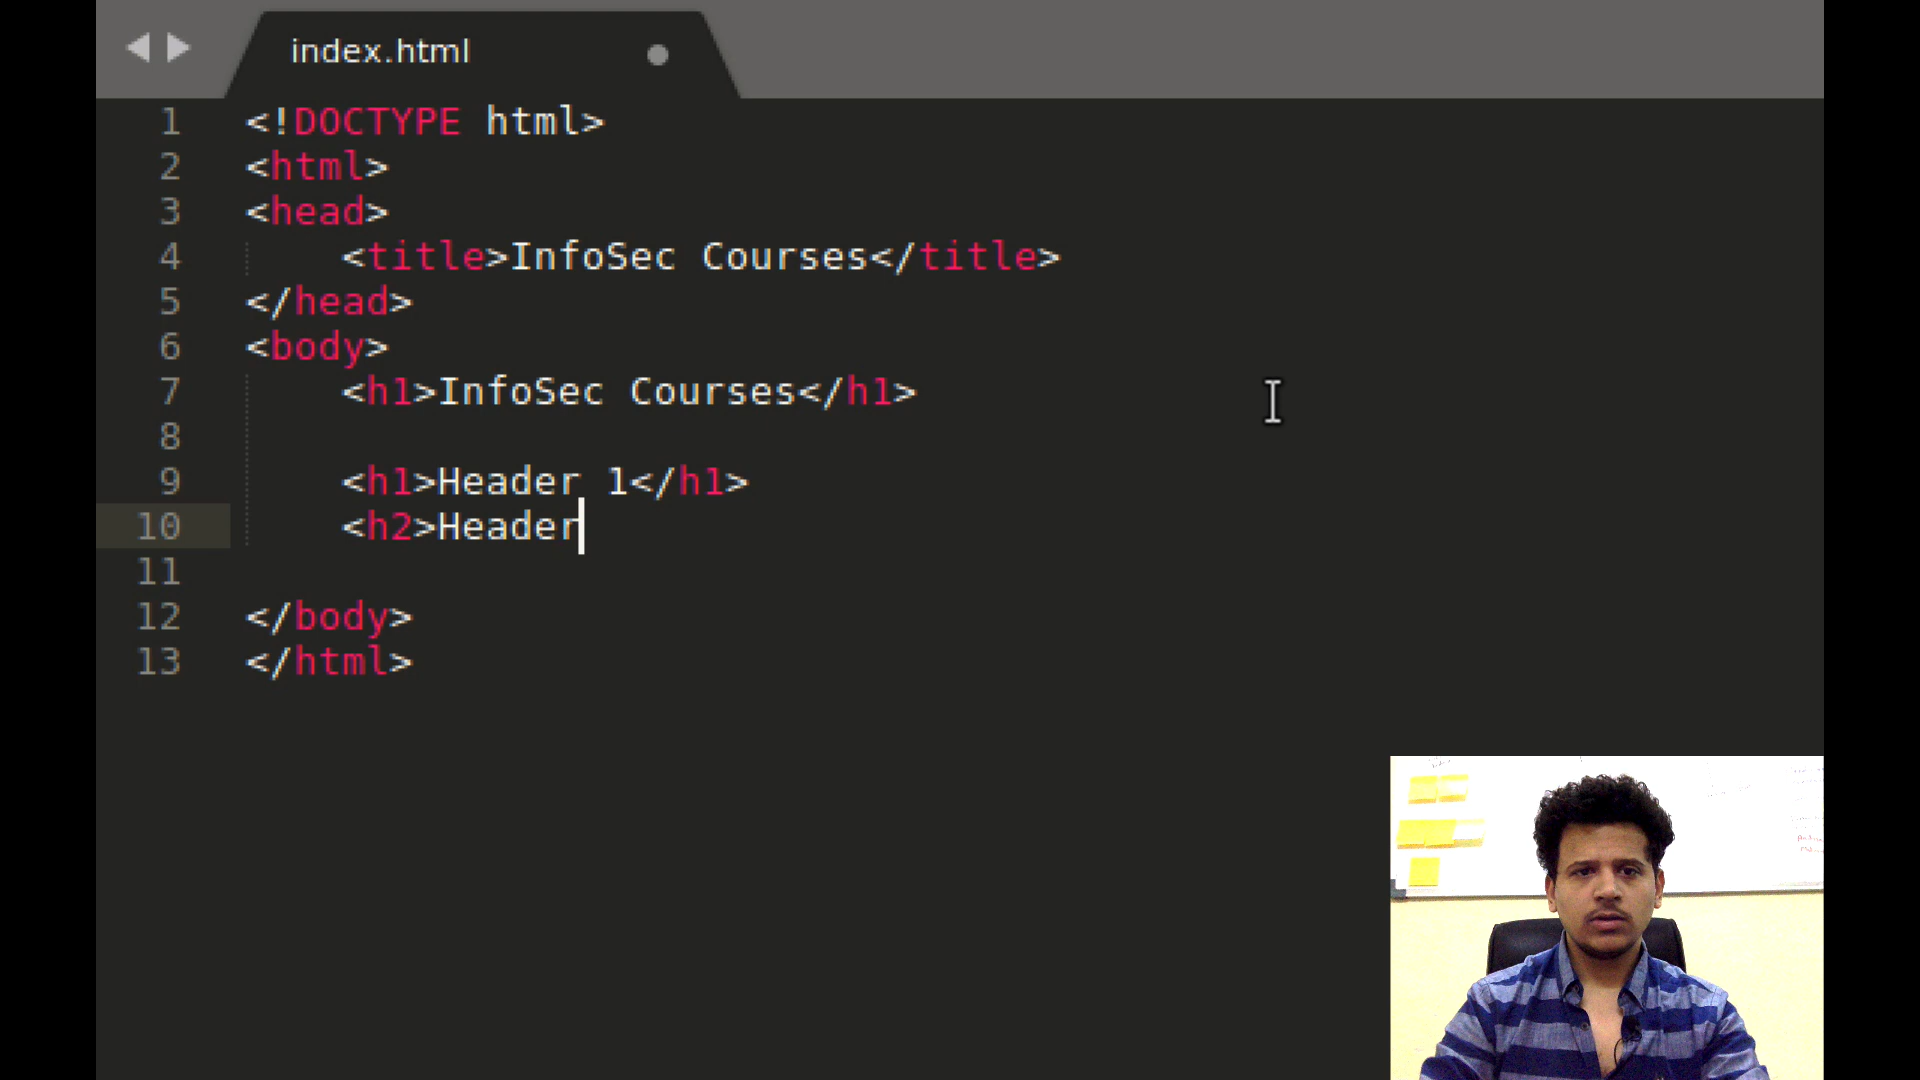 index.html
1 <!DOCTYPE html>
2 <html>
3 <head>
4 <title>InfoSec Courses</title>
5 </head>
6 <body>
7 <h1>InfoSec Courses</h1>
8
9 <h1>Header 1</h1>
10 <h2>Header
11
12 </body>
13 </html>